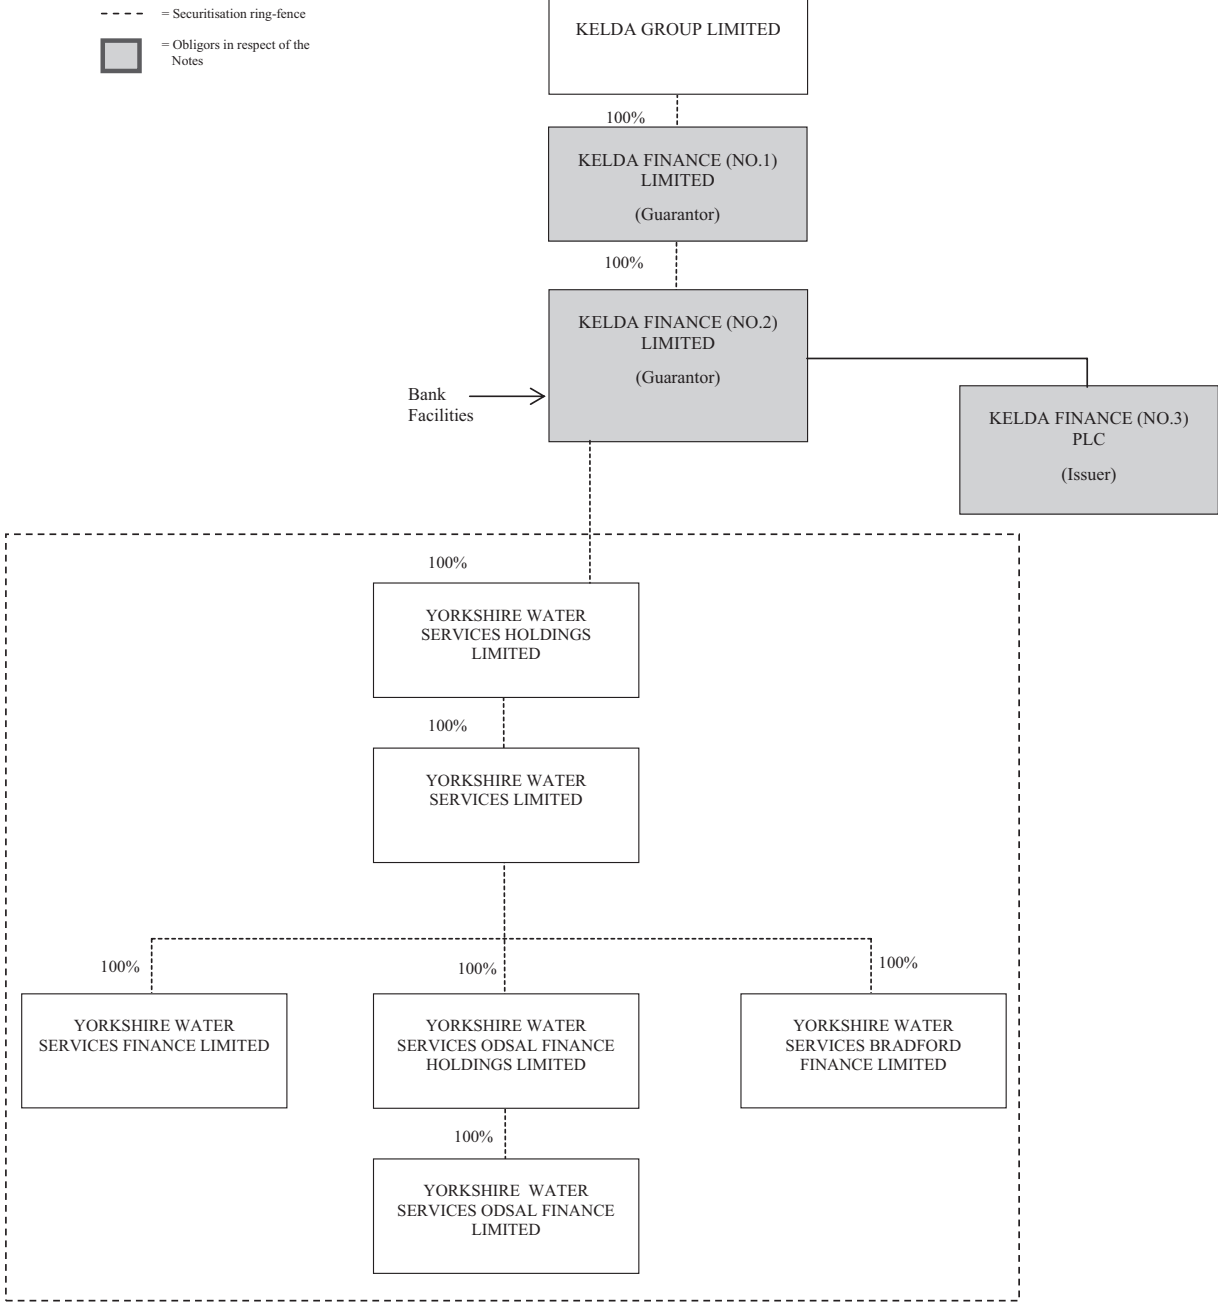 = Securitisation ring-fence
= Obligors in respect of the
Notes
KELDA GROUP LIMITED
100%
KELDA FINANCE (NO.1)
LIMITED
(Guarantor)
100%
KELDA FINANCE (NO.2)
LIMITED
(Guarantor)
Bank
Facilities
KELDA FINANCE (NO.3)
PLC
(Issuer)
100%
YORKSHIRE WATER
SERVICES HOLDINGS
LIMITED
100%
YORKSHIRE WATER
SERVICES LIMITED
100%
100%
100%
YORKSHIRE WATER
SERVICES FINANCE LIMITED
YORKSHIRE WATER
SERVICES ODSAL FINANCE
HOLDINGS LIMITED
YORKSHIRE WATER
SERVICES BRADFORD
FINANCE LIMITED
100%
YORKSHIRE WATER
SERVICES ODSAL FINANCE
LIMITED